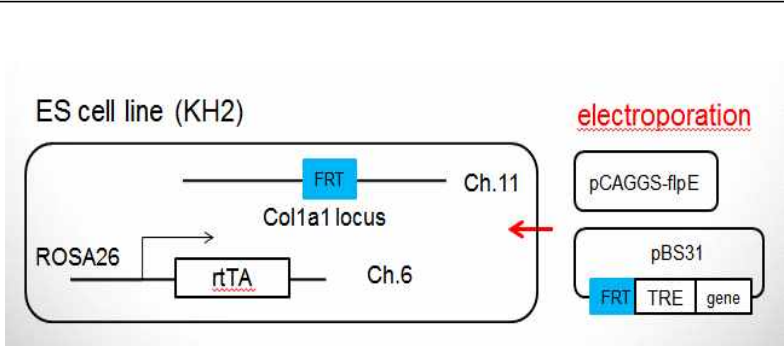 ES cell line (KH2)
electroporation
FRT
Ch.11
Col1a1 locus
ROSA26
rtTA
Ch.6
pCAGGS-flpE
pBS31
FRT
TRE
gene